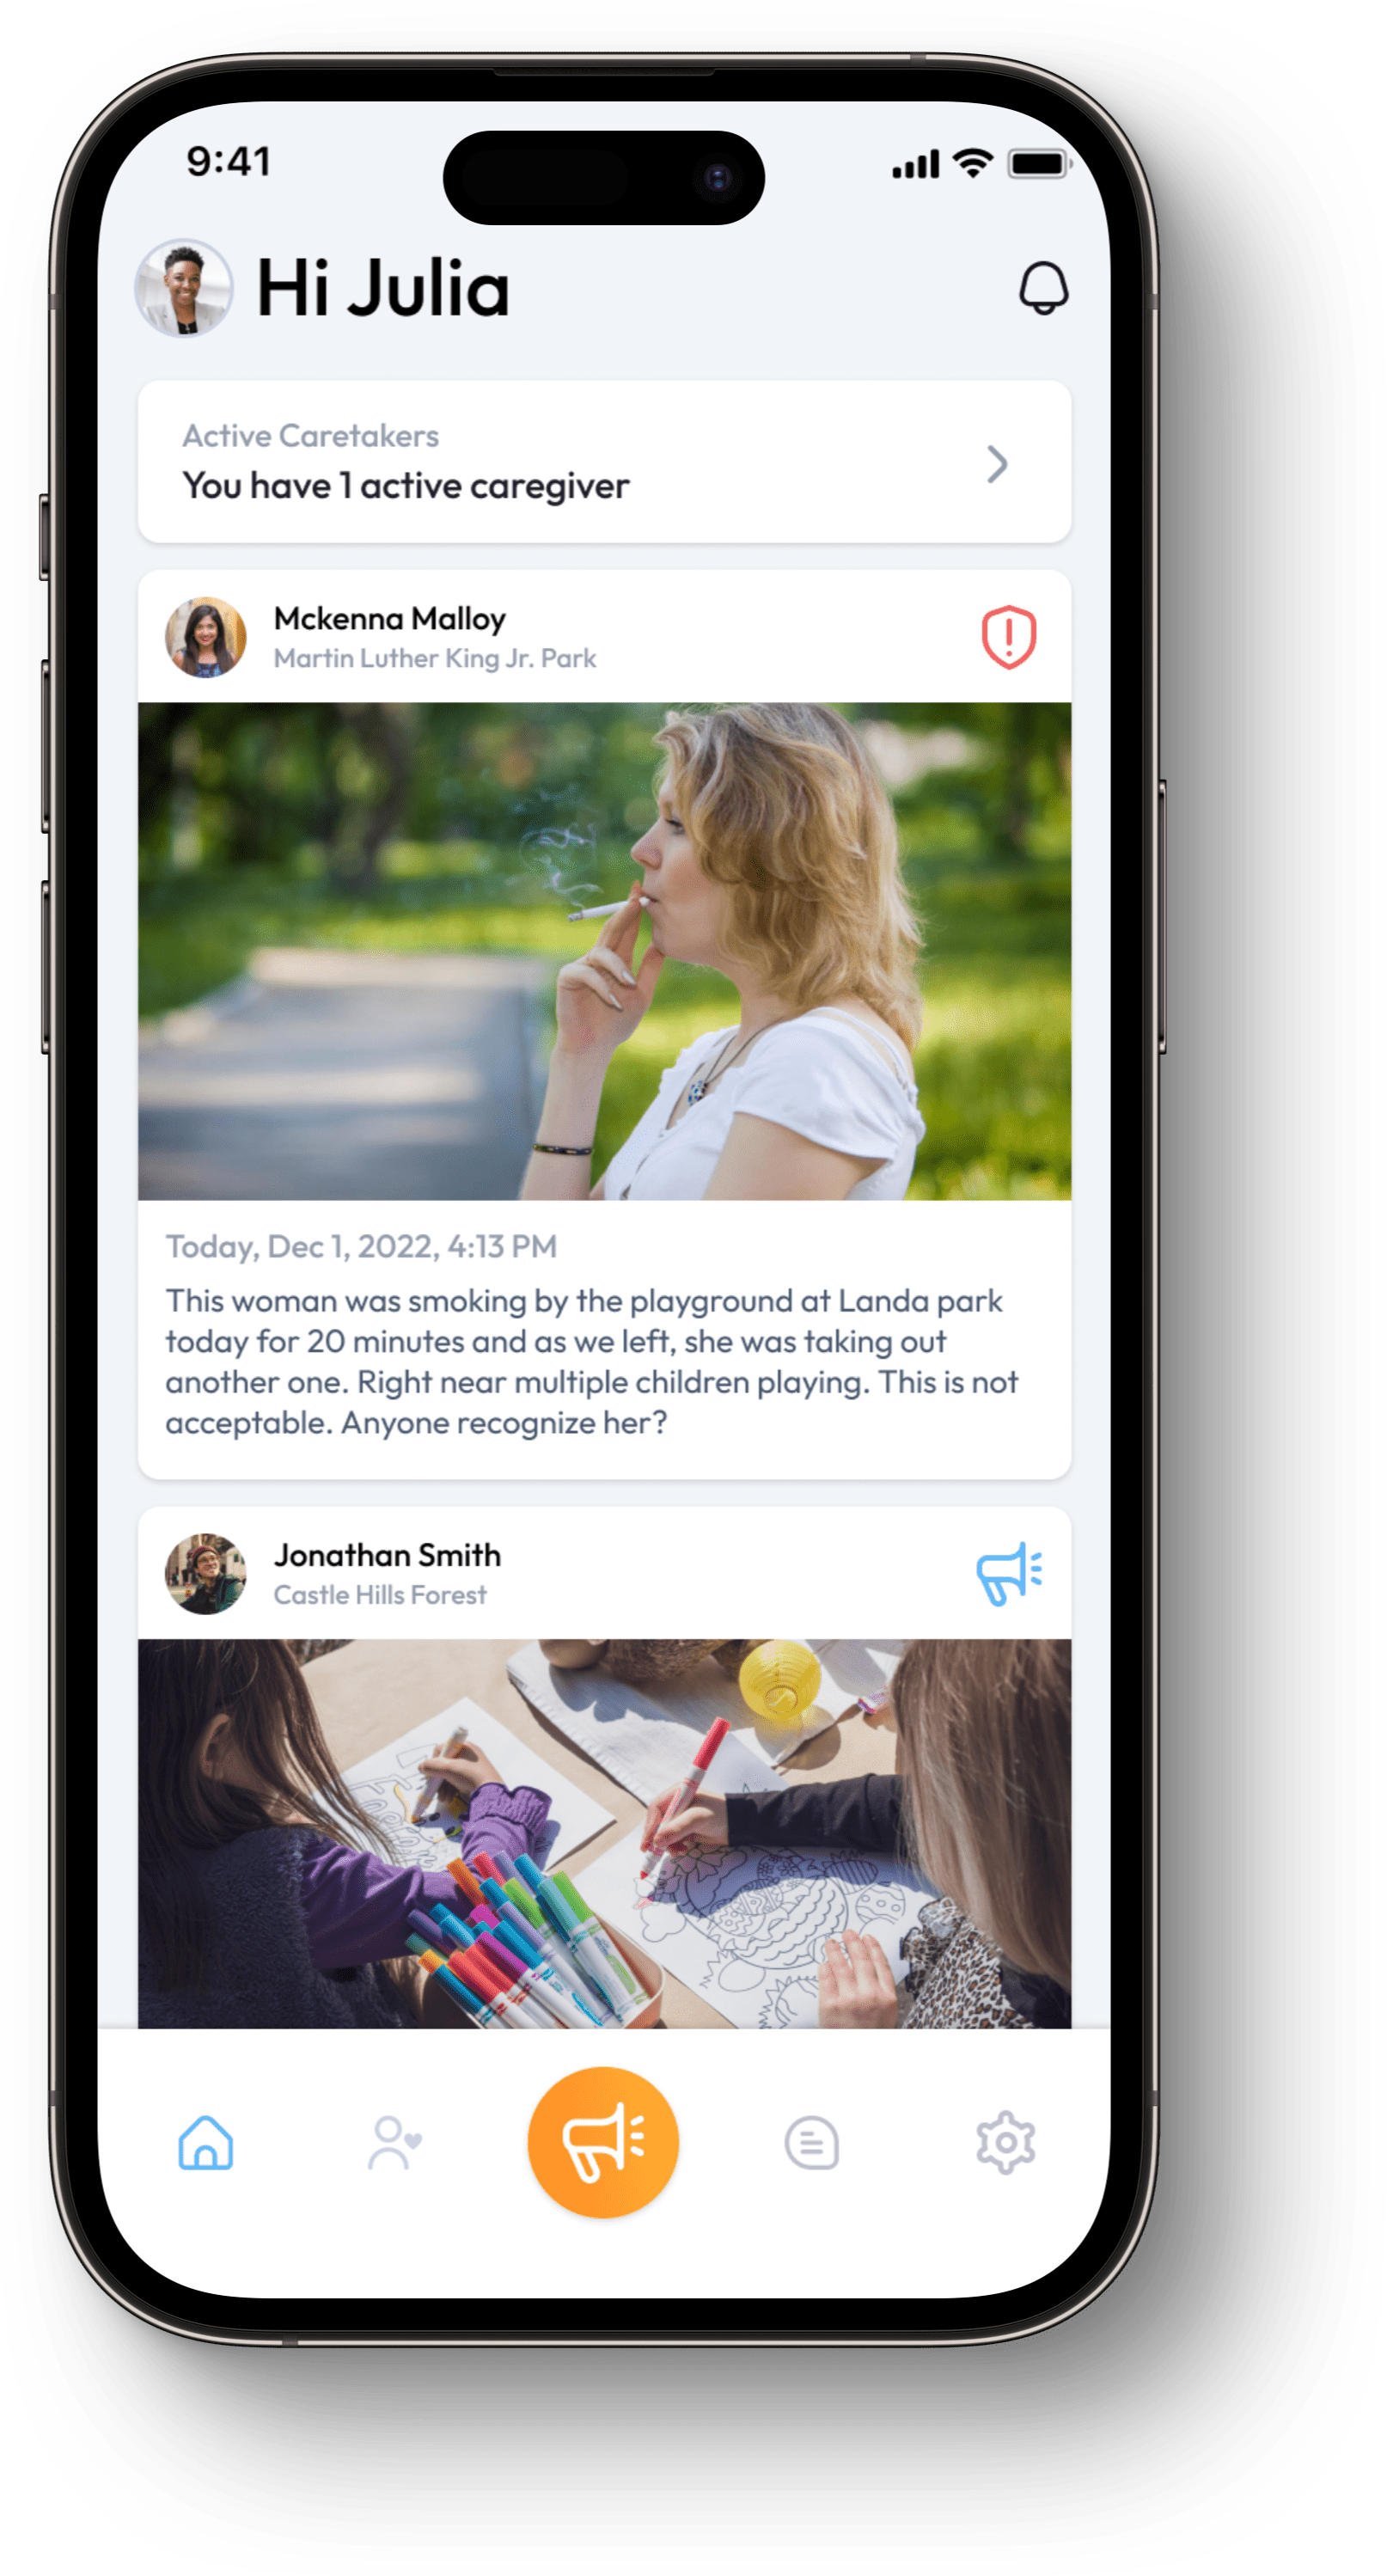 9:41
Hi Julia
Active Caretakers
You have 1 active caregiver
Mckenna Malloy
Martin Luther King Jr. Park
Today, Dec 1, 2022, 4:13 PM
This woman was smoking by the playground at Landa park
today for 20 minutes and as we left, she was taking out
another one. Right near multiple children playing. This is not
acceptable. Anyone recognize her?
Jonathan Smith
Castle Hills Forest